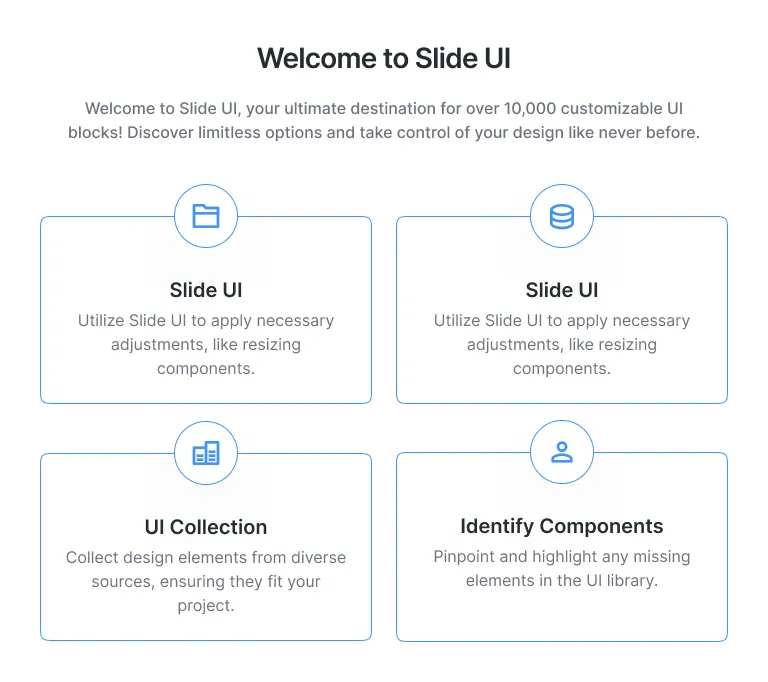 Welcome to Slide UI
Welcome to Slide UI, your ultimate destination for over 10,000 customizable UI
blocks! Discover limitless options and take control of your design like never before.
Slide UI
Utilize Slide UI to apply necessary
adjustments, like resizing
components.
Slide UI
Utilize Slide UI to apply necessary
adjustments, like resizing
components.
UI Collection
Collect design elements from diverse
sources, ensuring they fit your
project.
Identify Components
Pinpoint and highlight any missing
elements in the UI library.